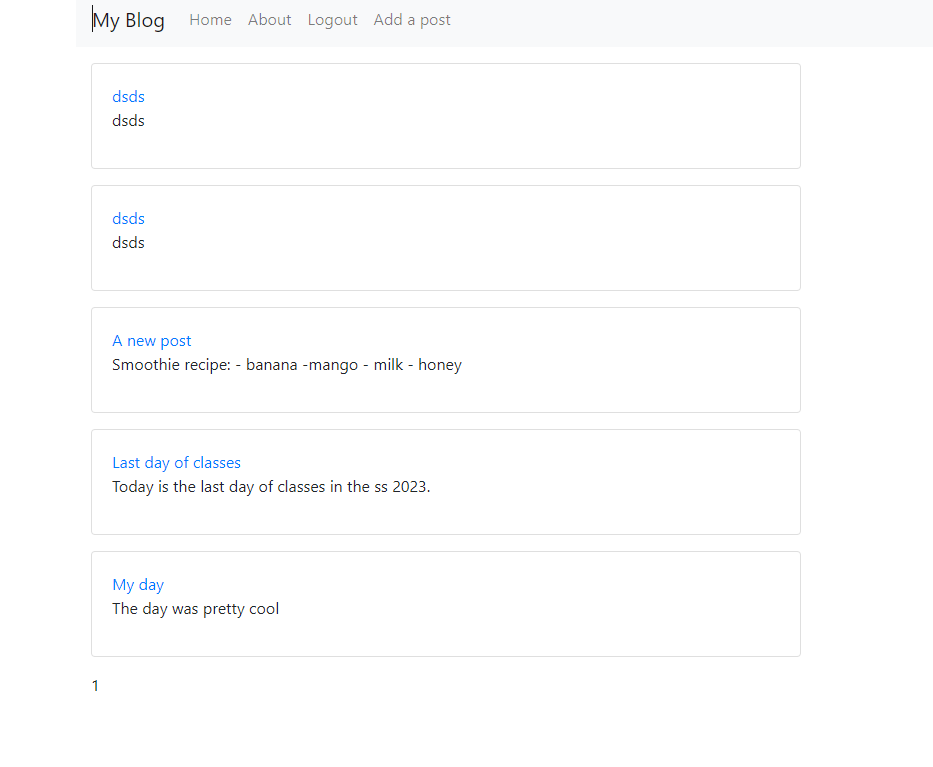 My Blog Home About Logout Add a post
dsds
dsds
dsds
dsds
A new post
Smoothie recipe: - banana -mango - milk - honey
Last day of classes
Today is the last day of classes in the ss 2023.
My day
The day was pretty cool
1